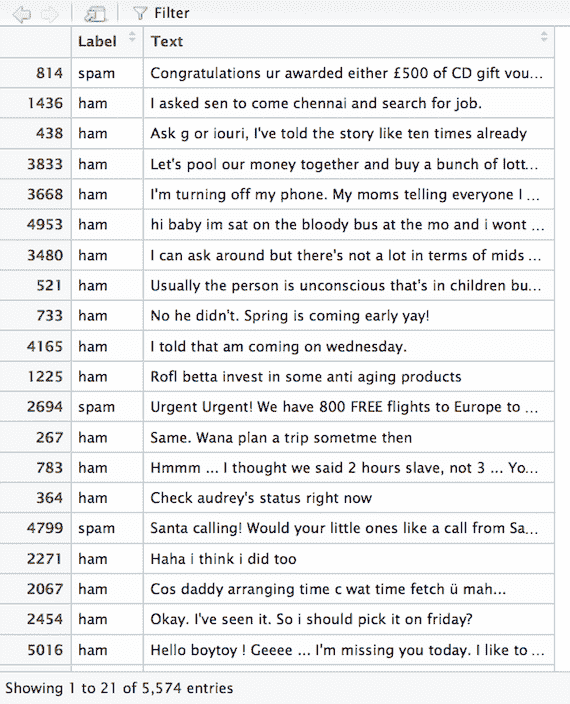 Filter
Label Text
814 spam Congratulations ur awarded either £500 of CD gift vou...
1436 ham I asked sen to come chennai and search for job.
438 ham Ask g or iouri, I've told the story like ten times already
3833 ham Let's pool our money together and buy a bunch of lott...
3668 ham I'm turning off my phone. My moms telling everyone I ...
4953 ham hi baby im sat on the bloody bus at the mo and i wont ...
3480 ham I can ask around but there's not a lot in terms of mids ...
521 ham Usually the person is unconscious that's in children bu...
733 ham No he didn't. Spring is coming early yay!
4165 ham I told that am coming on wednesday.
1225 ham Rofl betta invest in some anti aging products
2694 spam Urgent Urgent! We have 800 FREE flights to Europe to ...
267 ham Same. Wana plan a trip sometme then
783 ham Hmmm ... I thought we said 2 hours slave, not 3 ... Yo...
364 ham Check audrey's status right now
4799 spam Santa calling! Would your little ones like a call from Sa...
2271 ham Haha i think i did too
2067 ham Cos daddy arranging time c wat time fetch ü mah...
2454 ham Okay. I've seen it. So i should pick it on friday?
5016 ham Hello boytoy ! Geeee ... I'm missing you today. I like to ...
Showing 1 to 21 of 5,574 entries